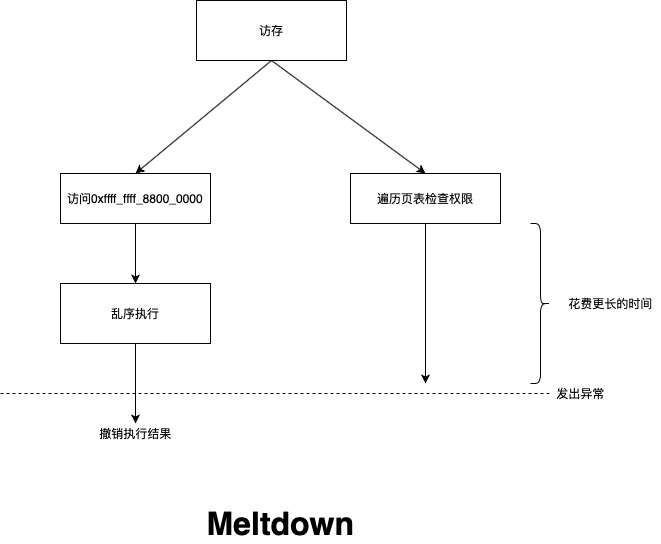 访存
访问0xffff_ffff_8800_0000
遍历页表检查权限
乱序执行
花费更长的时间
发出异常
撤销执行结果
Meltdown